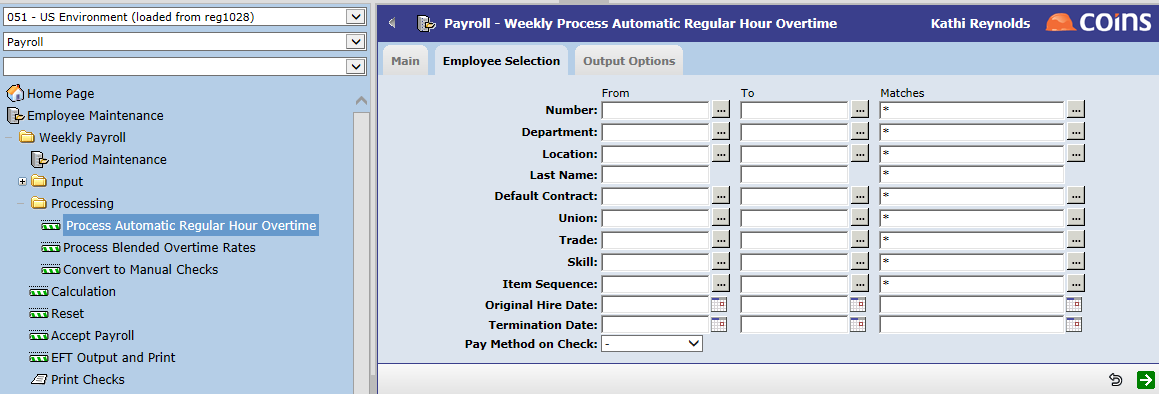 051 - US Environment (loaded from reg1028)
Payroll
Home Page
Employee Maintenance
Weekly Payroll
Period Maintenance
Input
Processing
Process Automatic Regular Hour Overtime
Process Blended Overtime Rates
Convert to Manual Checks
Calculation
Reset
Accept Payroll
EFT Output and Print
Print Checks
Payroll - Weekly Process Automatic Regular Hour Overtime Kathi Reynolds coins
Main Employee Selection Output Options
From To Matches
Number: ... ... * ...
Department: ... ... * ...
Location: ... ... * ...
Last Name: *
Default Contract: ... ... * ...
Union: ... ... * ...
Trade: ... ... * ...
Skill: ... ... * ...
Item Sequence: ... ... * ...
Original Hire Date:
Termination Date:
Pay Method on Check: -